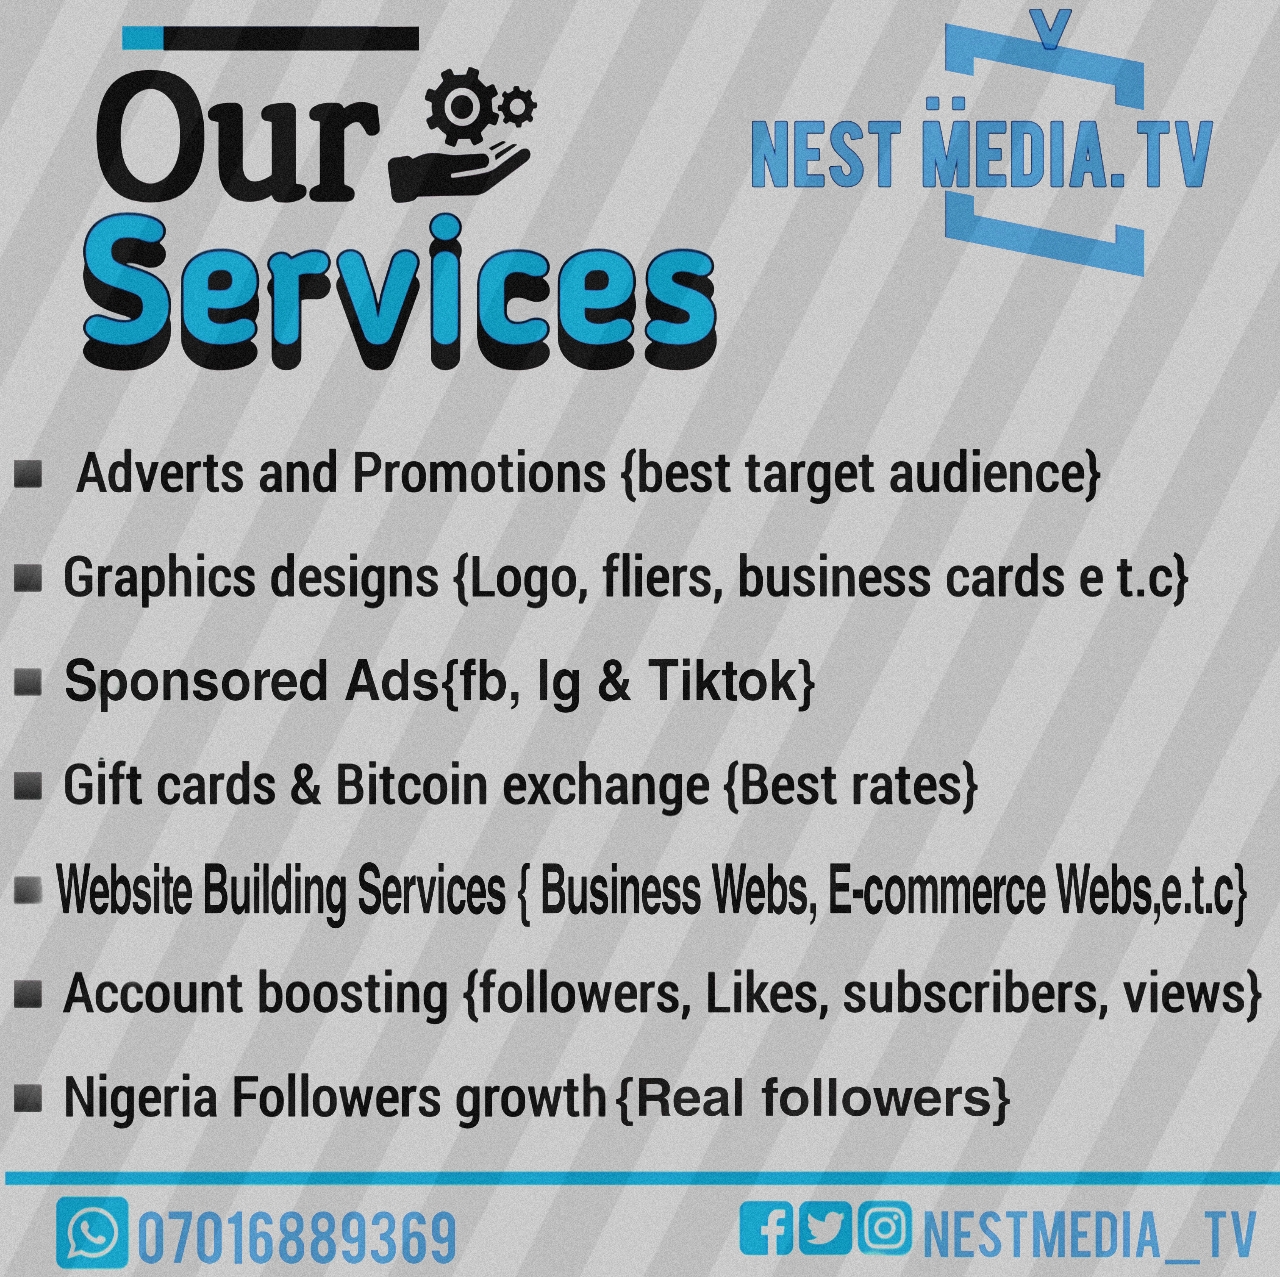 Our
Services
NEST MEDIA.TV
Adverts and Promotions {best target audience}
Graphics designs {Logo, fliers, business cards e t.c}
Sponsored Ads{fb, Ig & Tiktok}
Gift cards & Bitcoin exchange {Best rates}
Website Building Services { Business Webs, E-commerce Webs,e.t.c}
Account boosting {followers, Likes, subscribers, views}
Nigeria Followers growth {Real followers}
07016889369
NESTMEDIA_TV